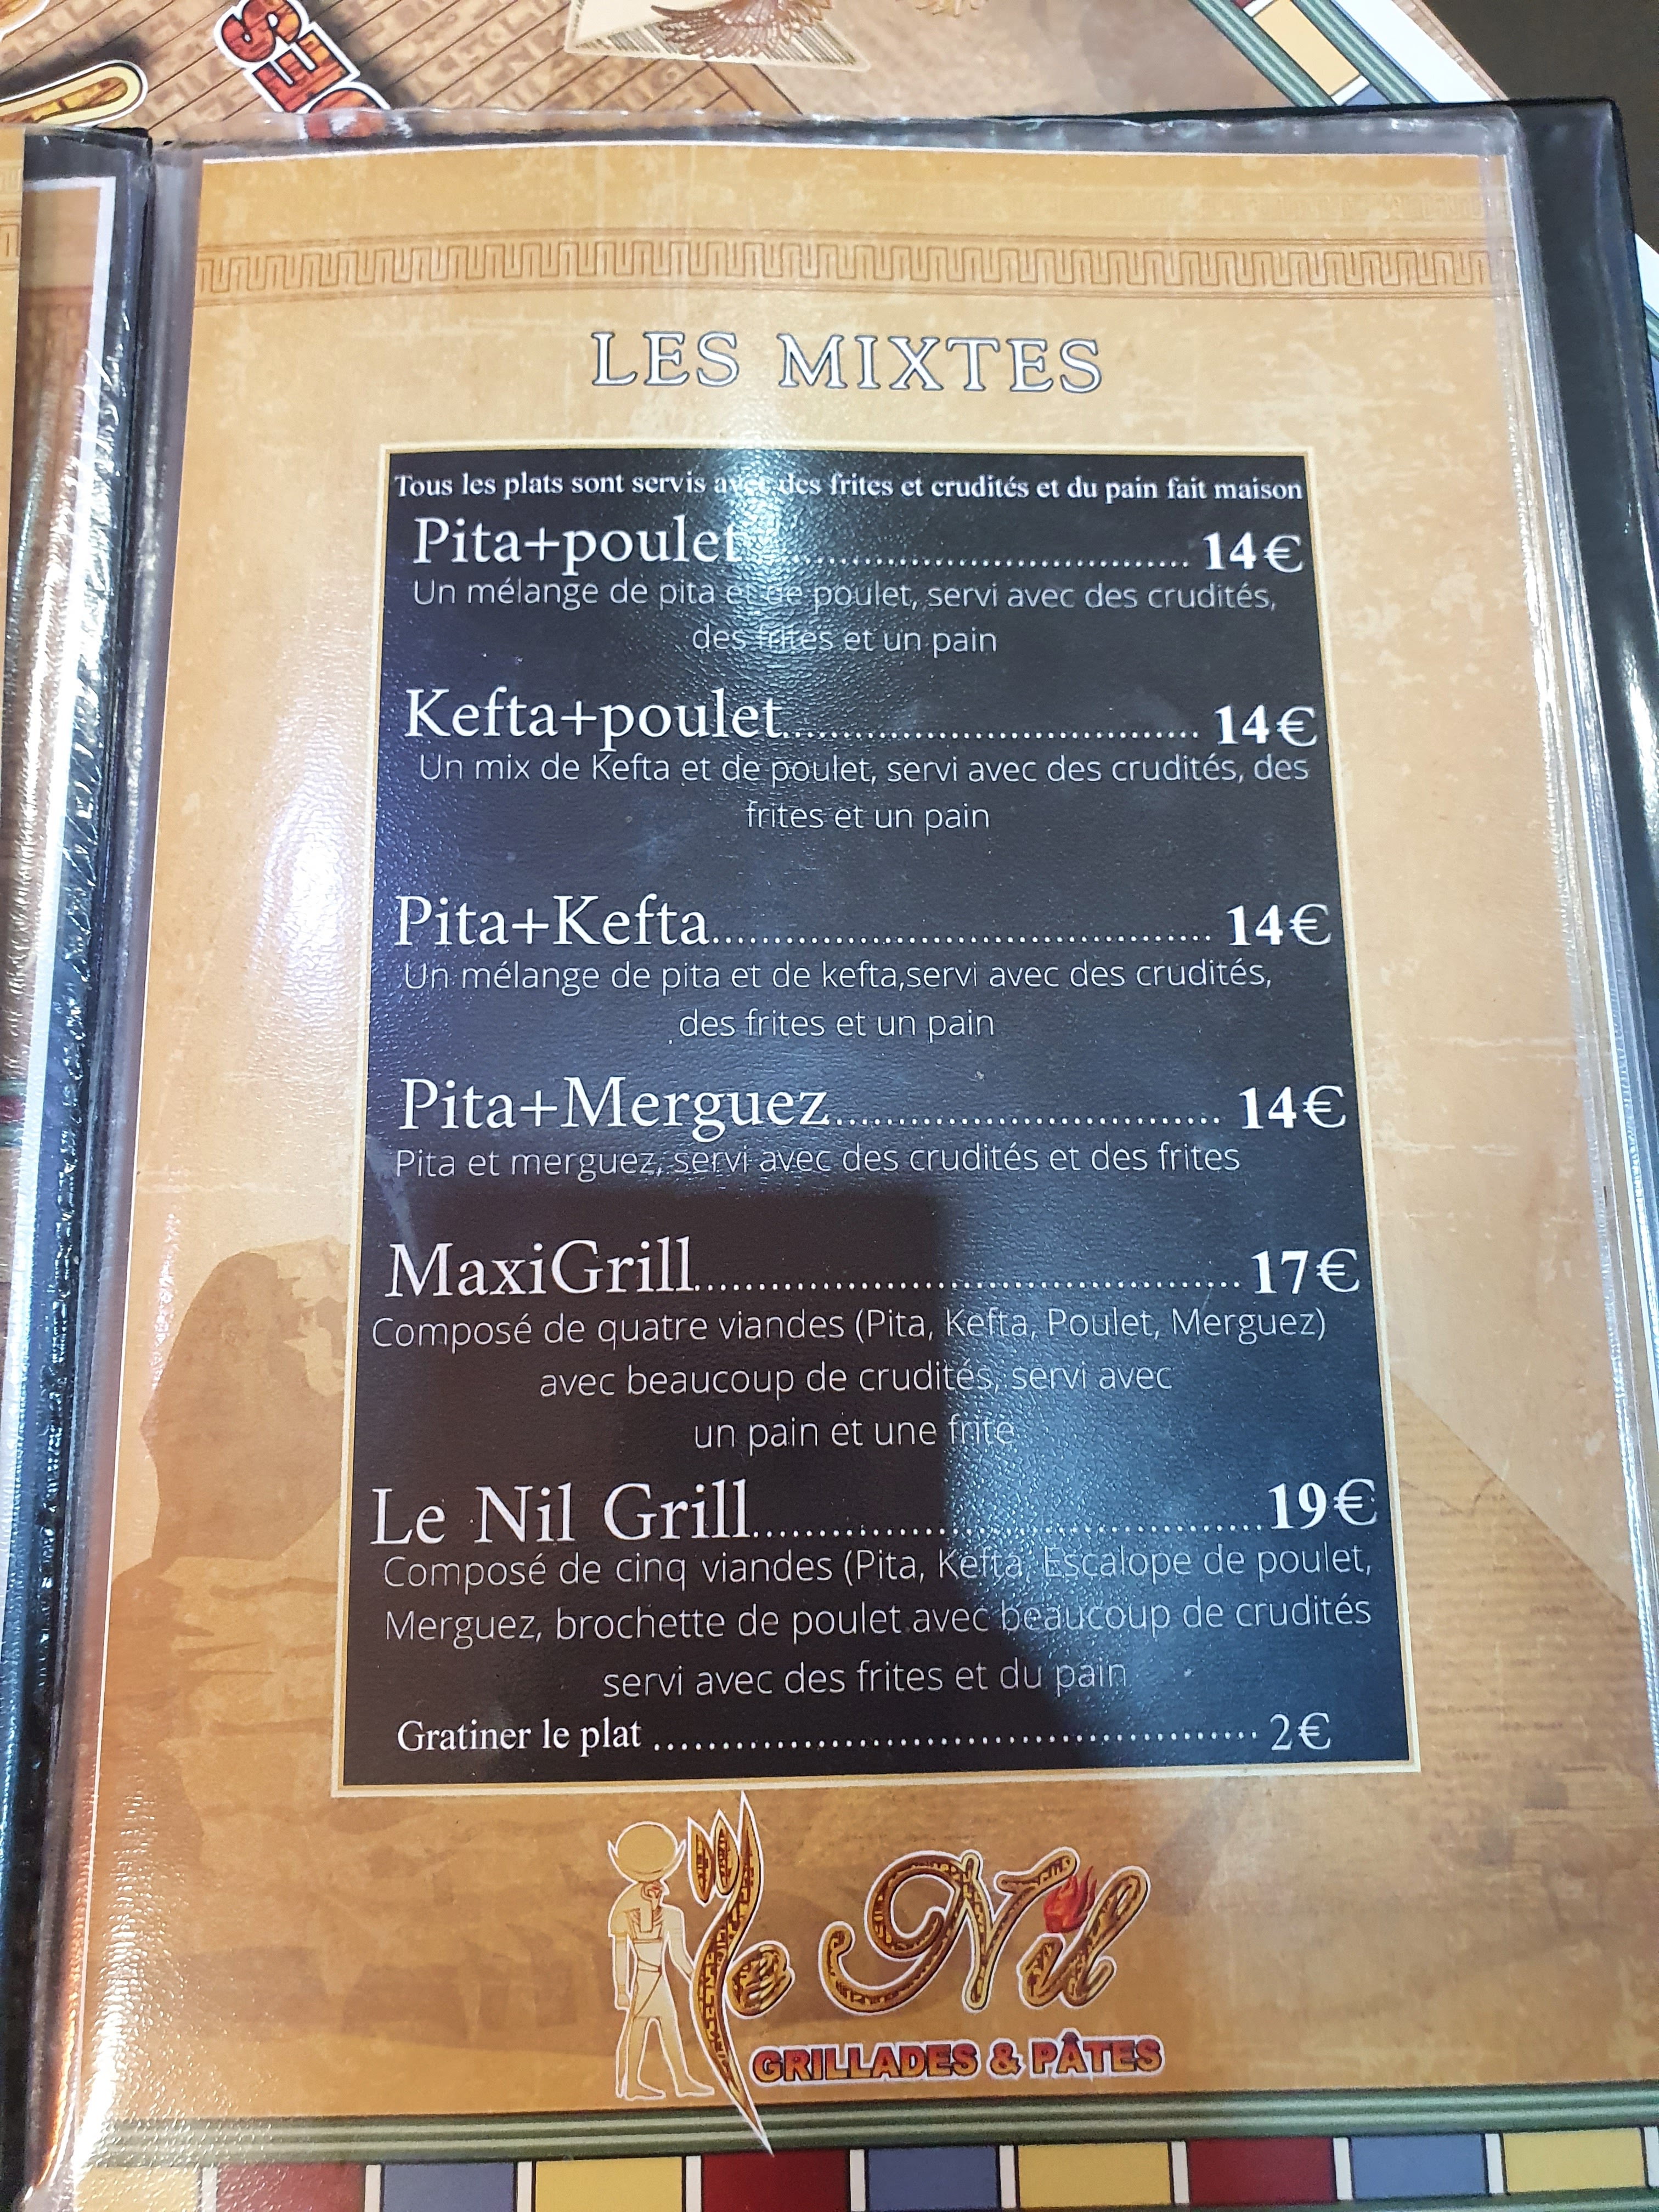 LES MIXTES
Tous les plats sont servis avec des frites et crudités et du pain fait maison
Pita+poulet.................................... 14€
Un mélange de pita et de poulet, servi avec des crudités,
des frites et un pain
Kefta+poulet.................................. 14€
Un mix de Kefta et de poulet, servi avec des crudités, des
frites et un pain
Pita+Kefta......................................... 14€
Un mélange de pita et de kefta,servi avec des crudités,
des frites et un pain
Pita+Merguez................................ 14€
Pita et merguez, servi avec des crudités et des frites
MaxiGrill............................................ 17€
Composé de quatre viandes (Pita, Kefta, Poulet, Merguez)
avec beaucoup de crudités, servi avec
un pain et une frite
Le Nil Grill.........................................19€
Composé de cinq viandes (Pita, Kefta, Escalope de poulet,
Merguez, brochette de poulet avec beaucoup de crudités
servi avec des frites et du pain
Gratiner le plat ............................................ 2€
Le Nil
GRILLADES & PÂTES